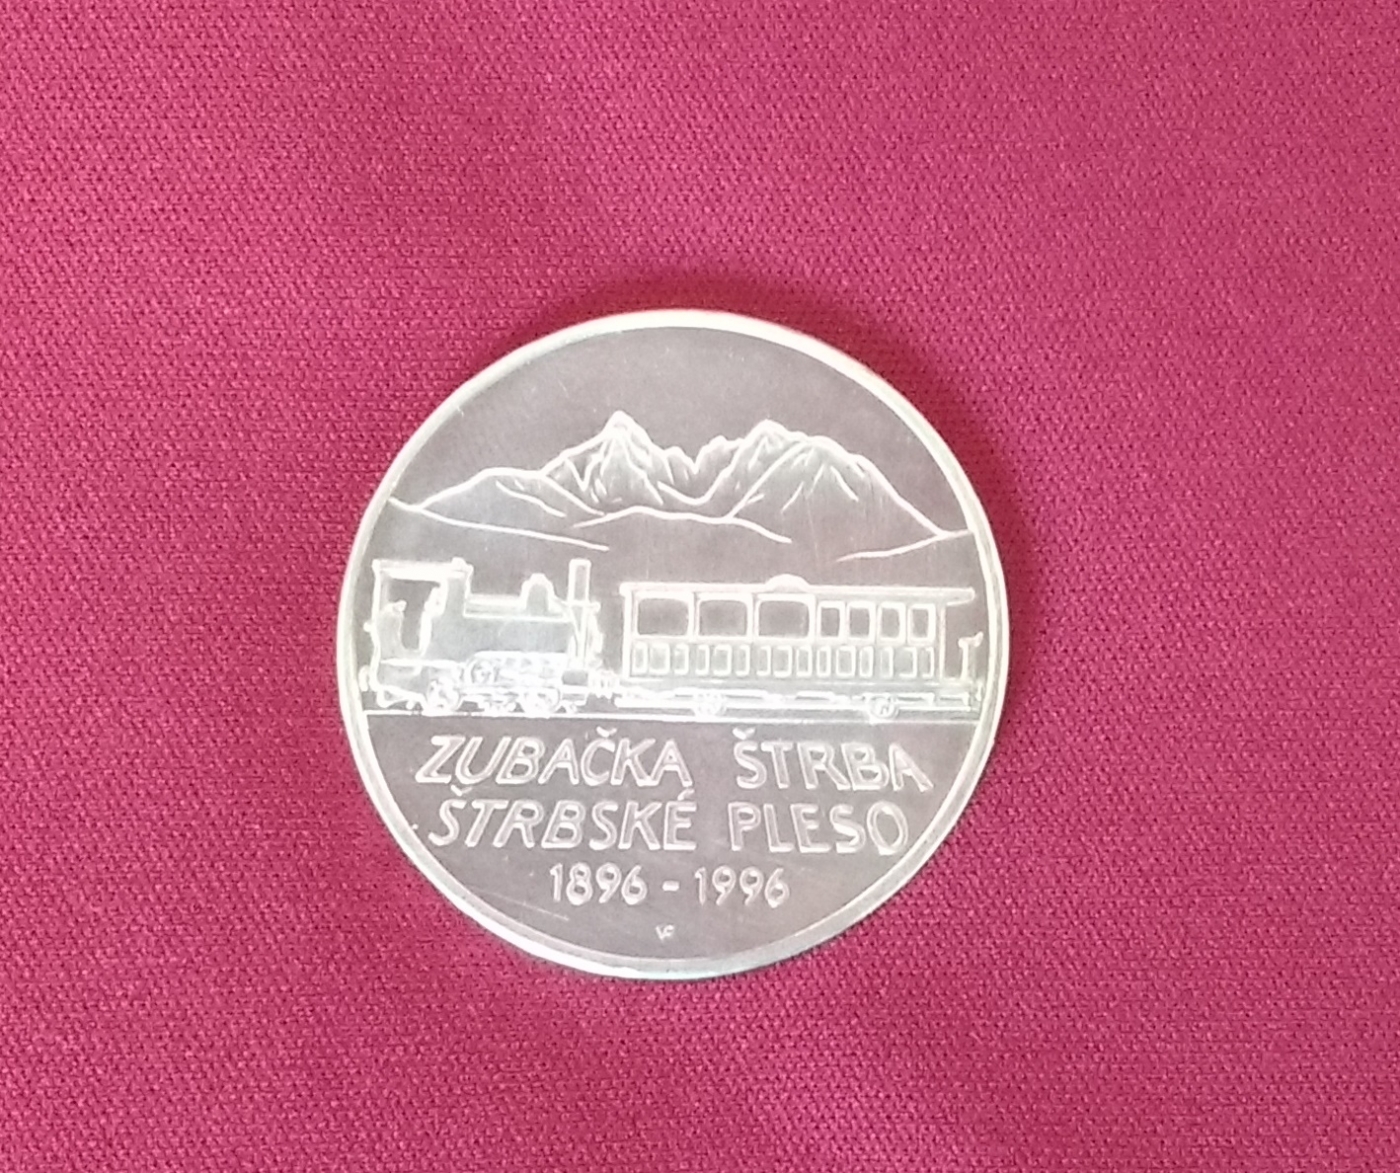 ZUBAČKA ŠTRBA
ŠTRBSKÉ PLESO
1896 - 1996